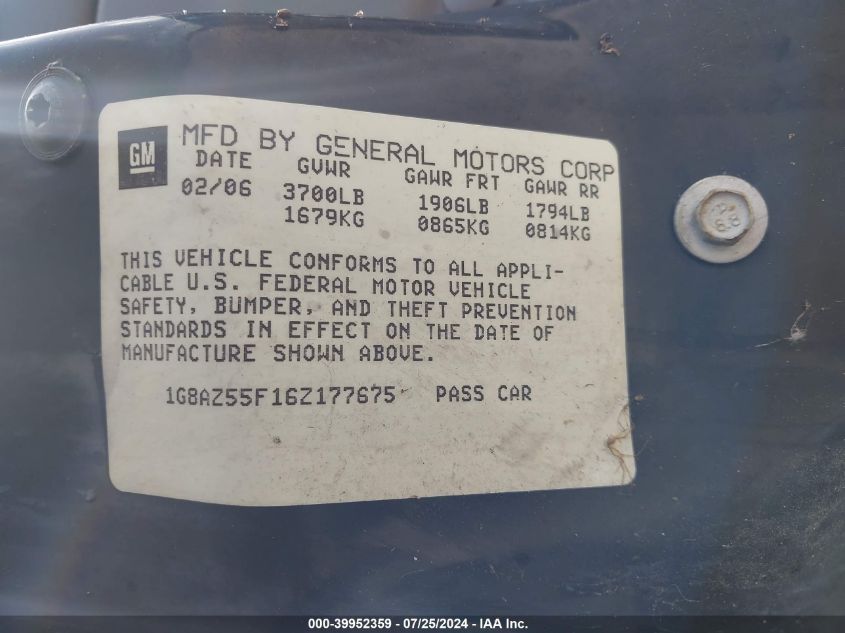 GM
MFD BY GENERAL MOTORS CORP
DATE GVWR GAWR FRT GAWR RR
02/06 3700LB 1906LB 1794LB
1679KG 0865KG 0814KG
THIS VEHICLE CONFORMS TO ALL APPLI-
CABLE U.S. FEDERAL MOTOR VEHICLE
SAFETY, BUMPER, AND THEFT PREVENTION
STANDARDS IN EFFECT ON THE DATE OF
MANUFACTURE SHOWN ABOVE.
1G8AZ55F16Z177675 PASS CAR
8.8
000-39952359 - 07/25/2024 - IAA Inc.